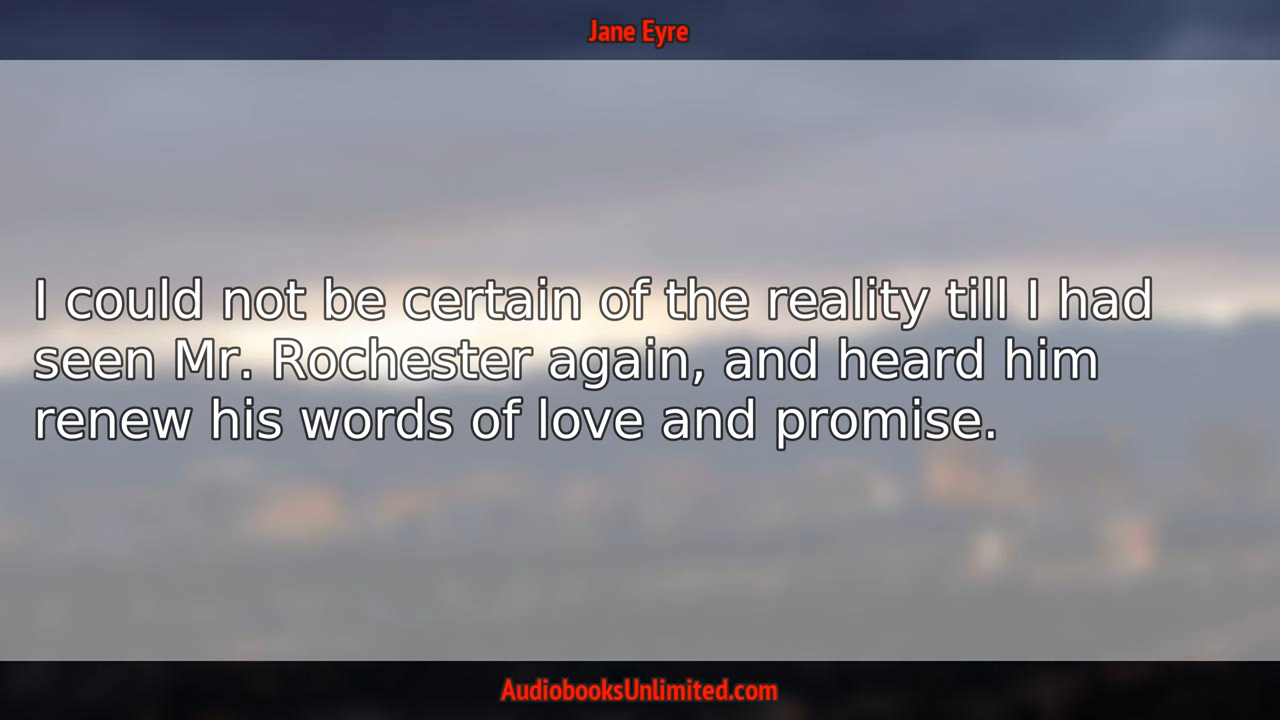 Jane Eyre
I could not be certain of the reality till I had
seen Mr. Rochester again, and heard him
renew his words of love and promise.
AudiobooksUnlimited.com